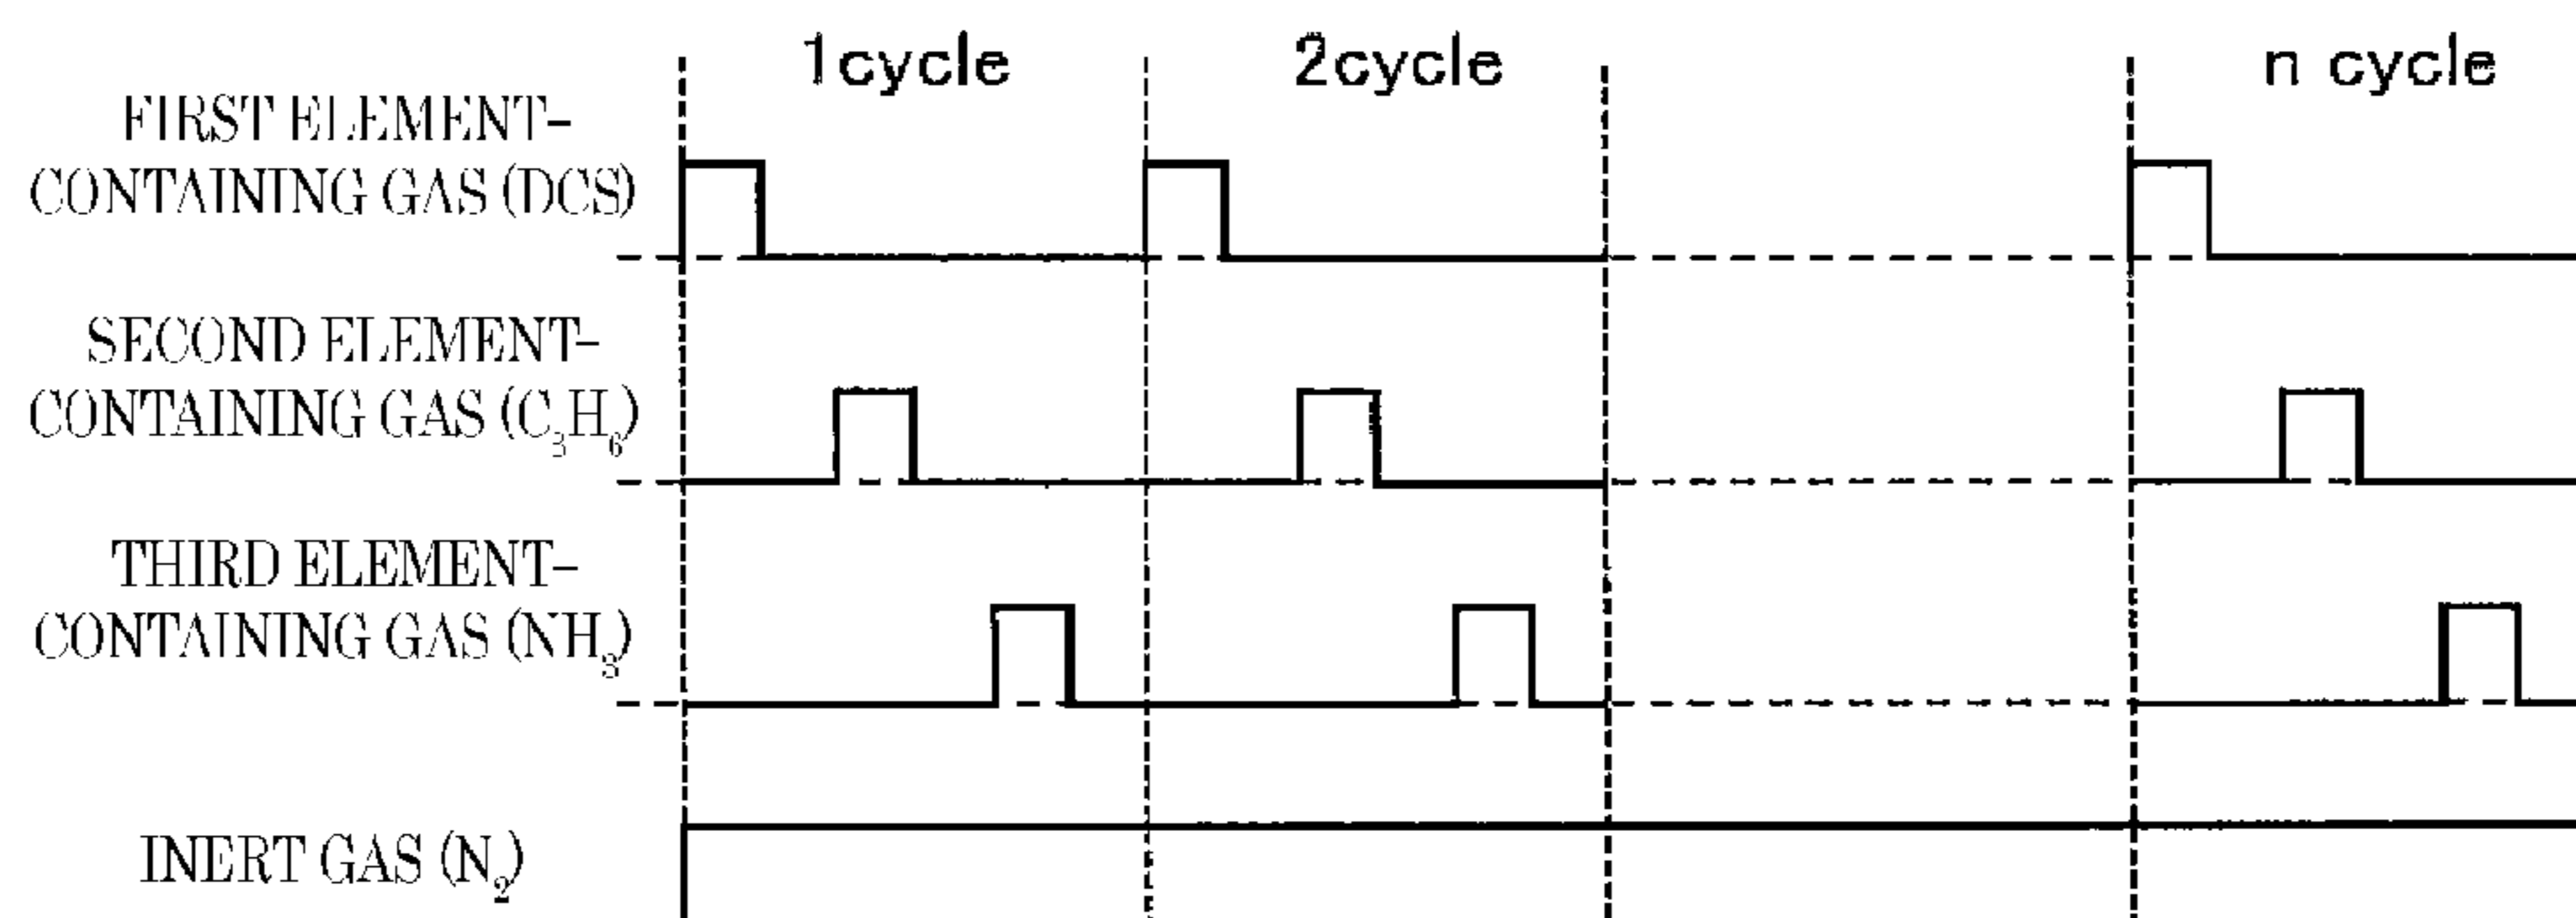 1cycle 2cycle n cycle
FIRST ELEMENT–
CONTAINING GAS (DCS)
SECOND ELEMENT–
CONTAINING GAS (C₃H₆)
THIRD ELEMENT–
CONTAINING GAS (NH₃)
INERT GAS (N₂)